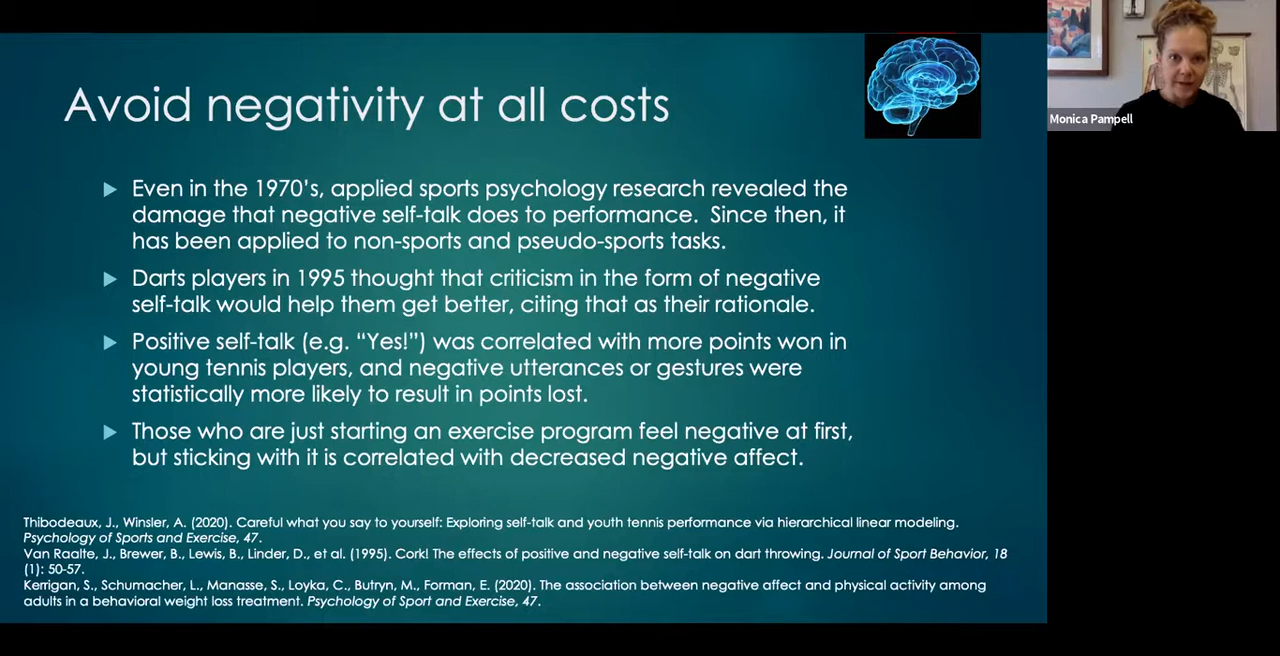 Avoid negativity at all costs
Monica Pampell
Even in the 1970's, applied sports psychology research revealed the
damage that negative self-talk does to performance.  Since then, it
has been applied to non-sports and pseudo-sports tasks.
Darts players in 1995 thought that criticism in the form of negative
self-talk would help them get better, citing that as their rationale.
Positive self-talk (e.g. “Yes!”) was correlated with more points won in
young tennis players, and negative utterances or gestures were
statistically more likely to result in points lost.
Those who are just starting an exercise program feel negative at first,
but sticking with it is correlated with decreased negative affect.
Thibodeaux, J., Winsler, A. (2020). Careful what you say to yourself: Exploring self-talk and youth tennis performance via hierarchical linear modeling.
Psychology of Sports and Exercise, 47.
Van Raalte, J., Brewer, B., Lewis, B., Linder, D., et al. (1995). Cork! The effects of positive and negative self-talk on dart throwing. Journal of Sport Behavior, 18
(1): 50-57.
Kerrigan, S., Schumacher, L., Manasse, S., Loyka, C., Butryn, M., Forman, E. (2020). The association between negative affect and physical activity among
adults in a behavioral weight loss treatment. Psychology of Sport and Exercise, 47.